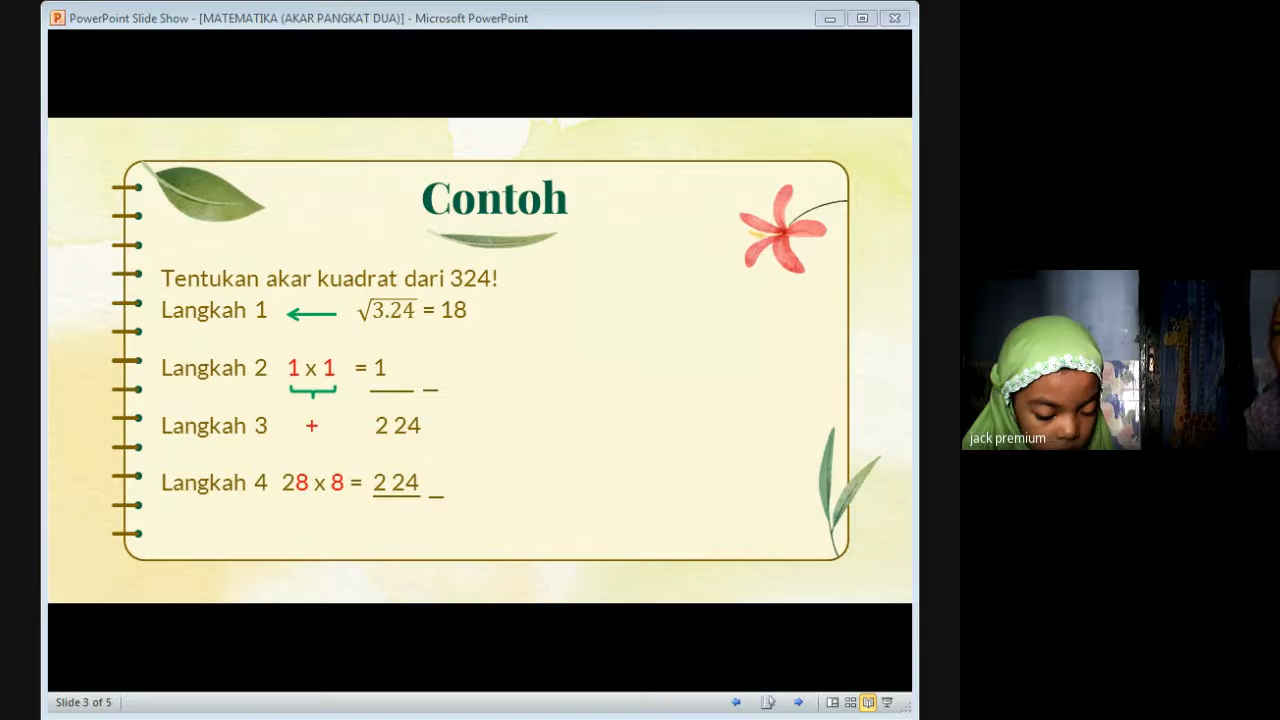 PowerPoint Slide Show - [MATEMATIKA (AKAR PANGKAT DUA)] - Microsoft PowerPoint
Contoh
Tentukan akar kuadrat dari 324!
Langkah 1 ← √3.24 = 18
Langkah 2 1 x 1 = 1 _
Langkah 3 + 2 24
Langkah 4 28 x 8 = 2 24 _
jack premium
Slide 3 of 5